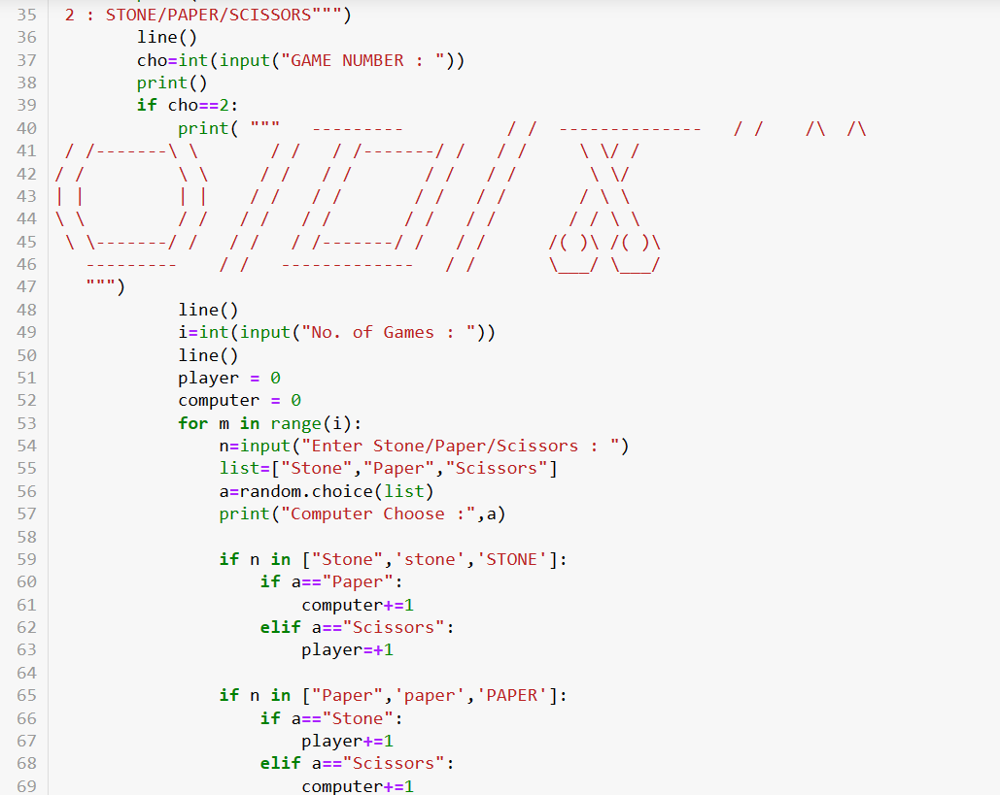 35 2 : STONE/PAPER/SCISSORS""")
36         line()
37         cho=int(input("GAME NUMBER : "))
38         print()
39         if cho==2:
40             print( """   ---------          / /  --------------   / /    /\  /\
41  / /-------\ \       / /   / /-------/ /   / /     \ \/ /
42 / /         \ \     / /   / /       / /   / /       \ \/
43 | |         | |    / /   / /       / /   / /       / \ \
44 \ \         / /   / /   / /       / /   / /       / / \ \
45  \ \-------/ /   / /   / /-------/ /   / /      /( )\ /( )\
46    ---------    / /   -------------   / /       \___/ \___/
47    """)
48             line()
49             i=int(input("No. of Games : "))
50             line()
51             player = 0
52             computer = 0
53             for m in range(i):
54                 n=input("Enter Stone/Paper/Scissors : ")
55                 list=["Stone","Paper","Scissors"]
56                 a=random.choice(list)
57                 print("Computer Choose :",a)
58
59                 if n in ["Stone",'stone','STONE']:
60                     if a=="Paper":
61                         computer+=1
62                     elif a=="Scissors":
63                         player=+1
64
65                 if n in ["Paper",'paper','PAPER']:
66                     if a=="Stone":
67                         player+=1
68                     elif a=="Scissors":
69                         computer+=1